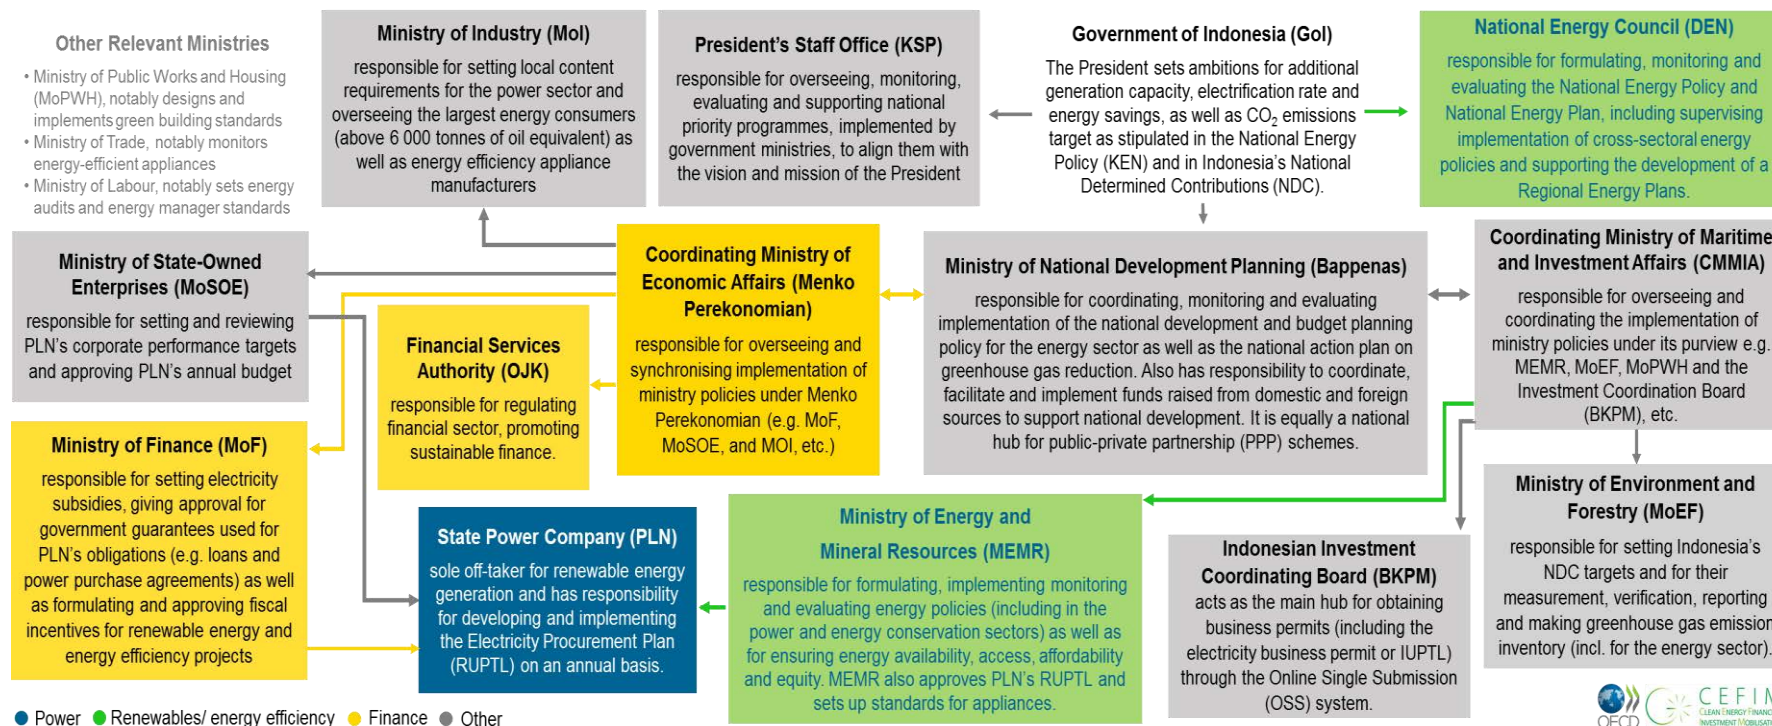 Other Relevant Ministries
• Ministry of Public Works and Housing
(MoPWH), notably designs and
implements green building standards
• Ministry of Trade, notably monitors
energy-efficient appliances
• Ministry of Labour, notably sets energy
audits and energy manager standards
Ministry of Industry (MoI)
responsible for setting local content
requirements for the power sector and
overseeing the largest energy consumers
(above 6 000 tonnes of oil equivalent) as
well as energy efficiency appliance
manufacturers
President's Staff Office (KSP)
responsible for overseeing, monitoring,
evaluating and supporting national
priority programmes, implemented by
government ministries, to align them with
the vision and mission of the President
Government of Indonesia (GoI)
The President sets ambitions for additional
generation capacity, electrification rate and
energy savings, as well as CO₂ emissions
target as stipulated in the National Energy
Policy (KEN) and in Indonesia's National
Determined Contributions (NDC).
National Energy Council (DEN)
responsible for formulating, monitoring and
evaluating the National Energy Policy and
National Energy Plan, including supervising
implementation of cross-sectoral energy
policies and supporting the development of a
Regional Energy Plans.
Ministry of State-Owned
Enterprises (MoSOE)
responsible for setting and reviewing
PLN's corporate performance targets
and approving PLN's annual budget
Financial Services
Authority (OJK)
responsible for regulating
financial sector, promoting
sustainable finance.
Coordinating Ministry of
Economic Affairs (Menko
Perekonomian)
responsible for overseeing and
synchronising implementation of
ministry policies under Menko
Perekonomian (e.g. MoF,
MoSOE, and MOI, etc.)
Ministry of National Development Planning (Bappenas)
responsible for coordinating, monitoring and evaluating
implementation of the national development and budget planning
policy for the energy sector as well as the national action plan on
greenhouse gas reduction. Also has responsibility to coordinate,
facilitate and implement funds raised from domestic and foreign
sources to support national development. It is equally a national
hub for public-private partnership (PPP) schemes.
Coordinating Ministry of Maritime
and Investment Affairs (CMMIA)
responsible for overseeing and
coordinating the implementation of
ministry policies under its purview e.g.
MEMR, MoEF, MoPWH and the
Investment Coordination Board
(BKPM), etc.
Ministry of Finance (MoF)
responsible for setting electricity
subsidies, giving approval for
government guarantees used for
PLN's obligations (e.g. loans and
power purchase agreements) as well
as formulating and approving fiscal
incentives for renewable energy and
energy efficiency projects
State Power Company (PLN)
sole off-taker for renewable energy
generation and has responsibility
for developing and implementing
the Electricity Procurement Plan
(RUPTL) on an annual basis.
Ministry of Energy and
Mineral Resources (MEMR)
responsible for formulating, implementing monitoring
and evaluating energy policies (including in the
power and energy conservation sectors) as well as
for ensuring energy availability, access, affordability
and equity. MEMR also approves PLN's RUPTL and
sets up standards for appliances.
Indonesian Investment
Coordinating Board (BKPM)
acts as the main hub for obtaining
business permits (including the
electricity business permit or IUPTL)
through the Online Single Submission
(OSS) system.
Ministry of Environment and
Forestry (MoEF)
responsible for setting Indonesia's
NDC targets and for their
measurement, verification, reporting
and making greenhouse gas emission
inventory (incl. for the energy sector).
Power
Renewables/ energy efficiency
Finance
Other
OECD
CEFIM
CLEAN ENERGY FINANCE
INVESTMENT MOBILISATI